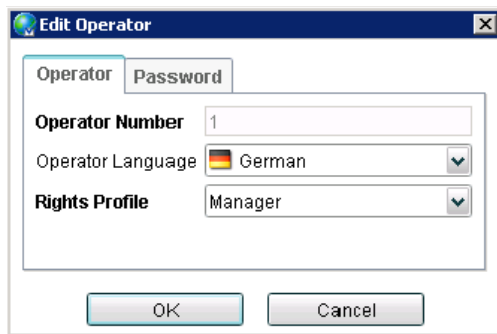 Edit Operator
Operator Password
Operator Number 1
Operator Language German
Rights Profile Manager
OK Cancel